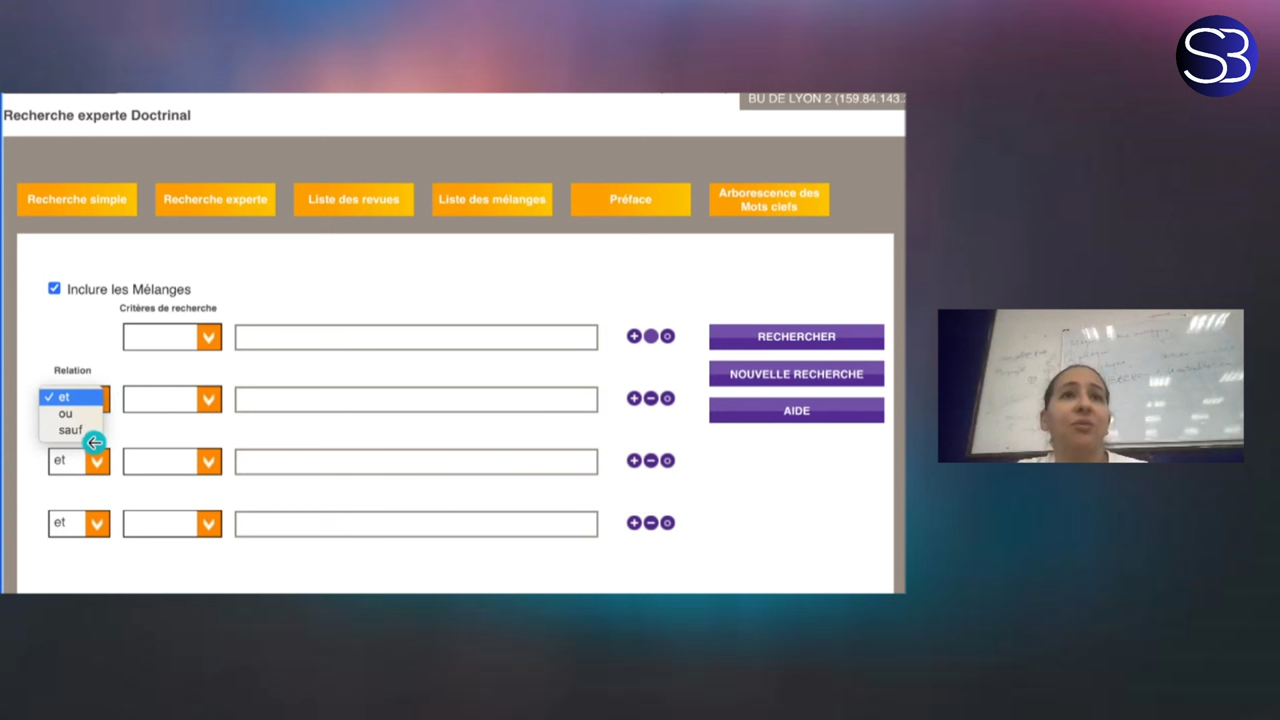 SB
BU DE LYON 2 (159.84.143.
Recherche experte Doctrinal
Recherche simple
Recherche experte
Liste des revues
Liste des mélanges
Préface
Arborescence des
Mots clefs
Inclure les Mélanges
Critères de recherche
RECHERCHER
Relation
NOUVELLE RECHERCHE
et
ou
sauf
AIDE
et
et